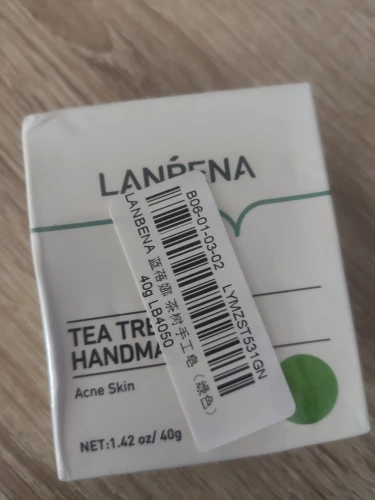 LANBENA
TEA TRE
HANDMA
Acne Skin
NET:1.42 oz/ 40g
B06-01-03-02 LYMZST531GN
LANBENA 蓝蓓娜 茶树手工皂 (绿色)
40g LB4050